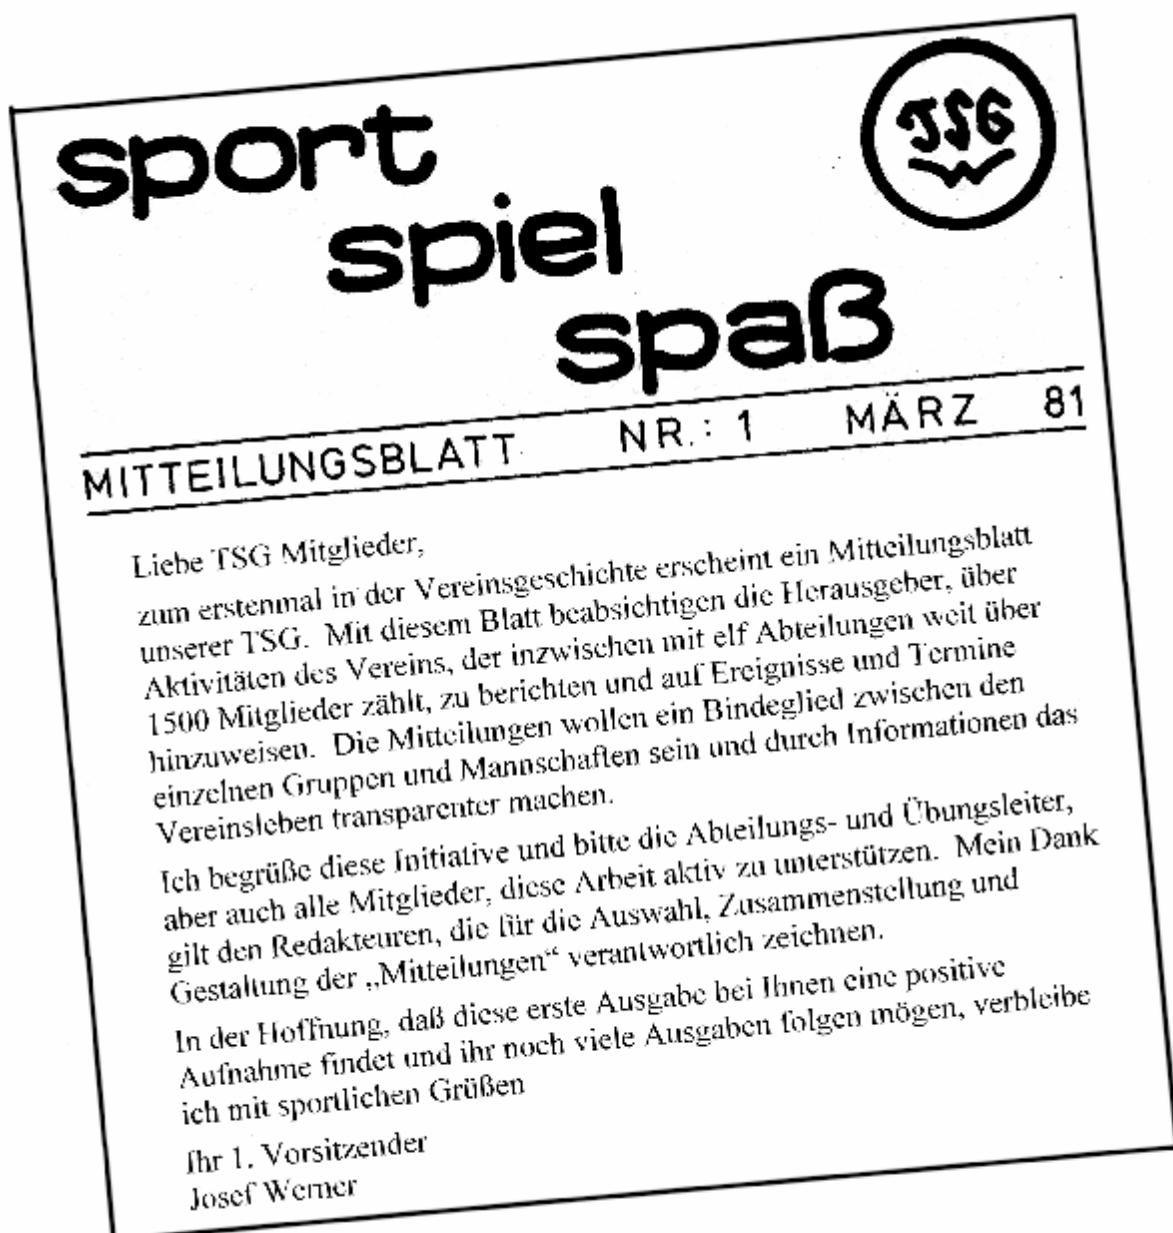 sport
spiel
spaß
TSG
W
MITTEILUNGSBLATT NR.: 1 MÄRZ 81
Liebe TSG Mitglieder,
zum erstenmal in der Vereinsgeschichte erscheint ein Mitteilungsblatt
unserer TSG. Mit diesem Blatt beabsichtigen die Herausgeber, über
Aktivitäten des Vereins, der inzwischen mit elf Abteilungen weit über
1500 Mitglieder zählt, zu berichten und auf Ereignisse und Termine
hinzuweisen. Die Mitteilungen wollen ein Bindeglied zwischen den
einzelnen Gruppen und Mannschaften sein und durch Informationen das
Vereinsleben transparenter machen.
Ich begrüße diese Initiative und bitte die Abteilungs- und Übungsleiter,
aber auch alle Mitglieder, diese Arbeit aktiv zu unterstützen. Mein Dank
gilt den Redakteuren, die für die Auswahl, Zusammenstellung und
Gestaltung der „Mitteilungen“ verantwortlich zeichnen.
In der Hoffnung, daß diese erste Ausgabe bei Ihnen eine positive
Aufnahme findet und ihr noch viele Ausgaben folgen mögen, verbleibe
ich mit sportlichen Grüßen
Ihr 1. Vorsitzender
Josef Werner